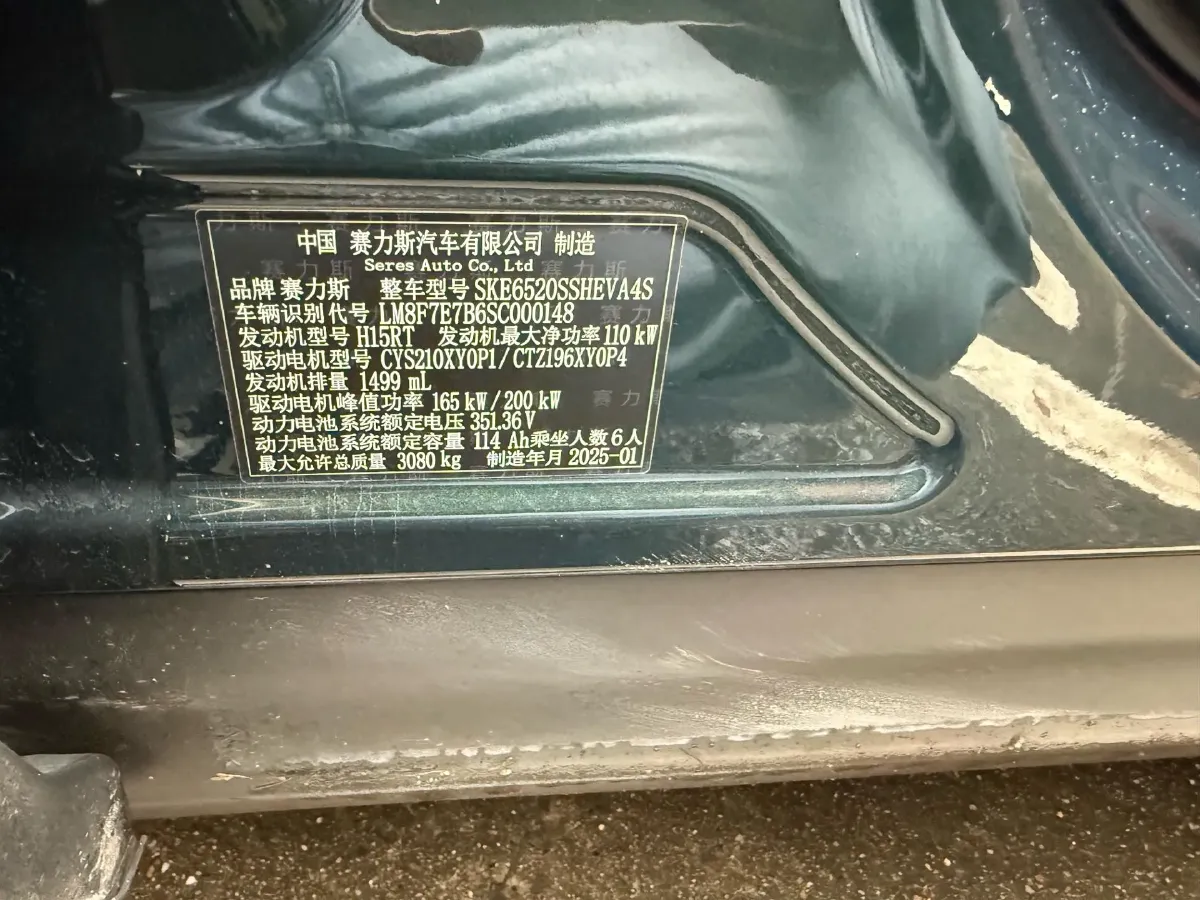 中国 赛力斯汽车有限公司 制造
Seres Auto Co., Ltd
品牌 赛力斯 整车型号 SKE6520SSHEVA4S
车辆识别代号 LM8F7E7B6SC000148
发动机型号 H15RT 发动机最大净功率 110 kW
驱动电机型号 CYS210XY0P1/CTZ196XY0P4
发动机排量 1499 mL
驱动电机峰值功率 165 kW/200 kW
动力电池系统额定电压 351.36 V
动力电池系统额定容量 114 Ah 乘坐人数 6人
最大允许总质量 3080 kg 制造年月 2025-01